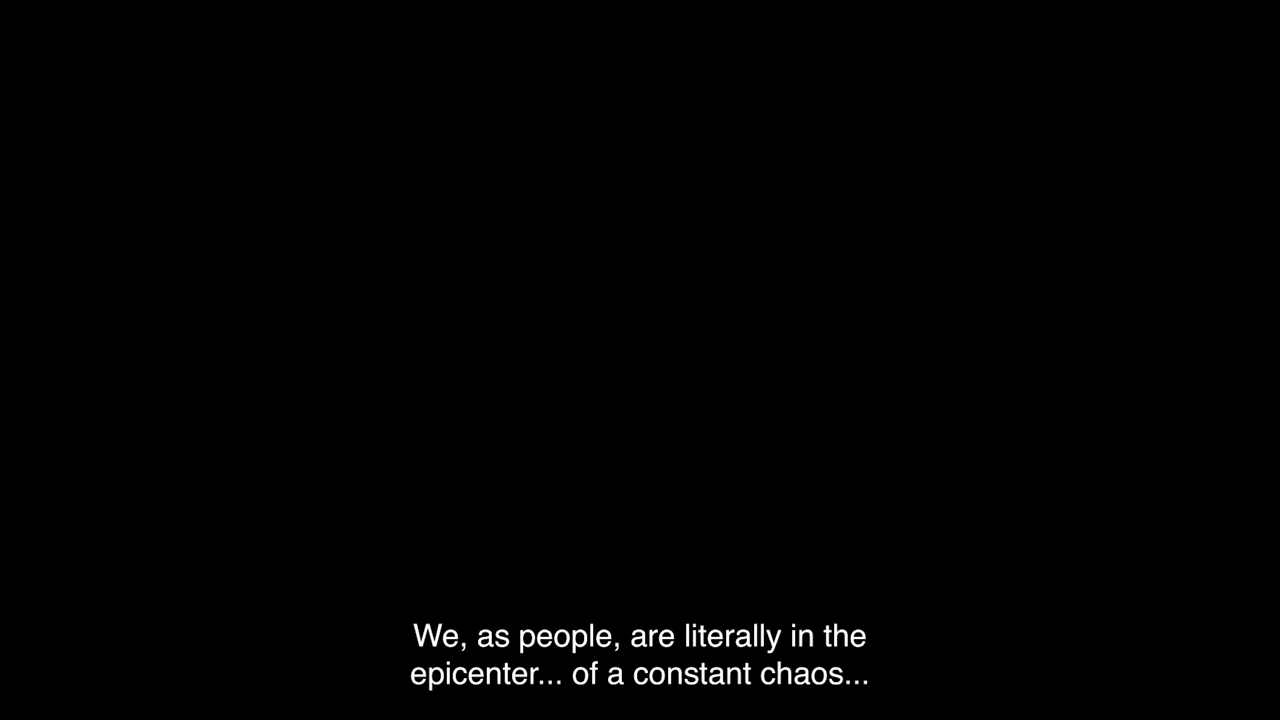 We, as people, are literally in the
epicenter... of a constant chaos...